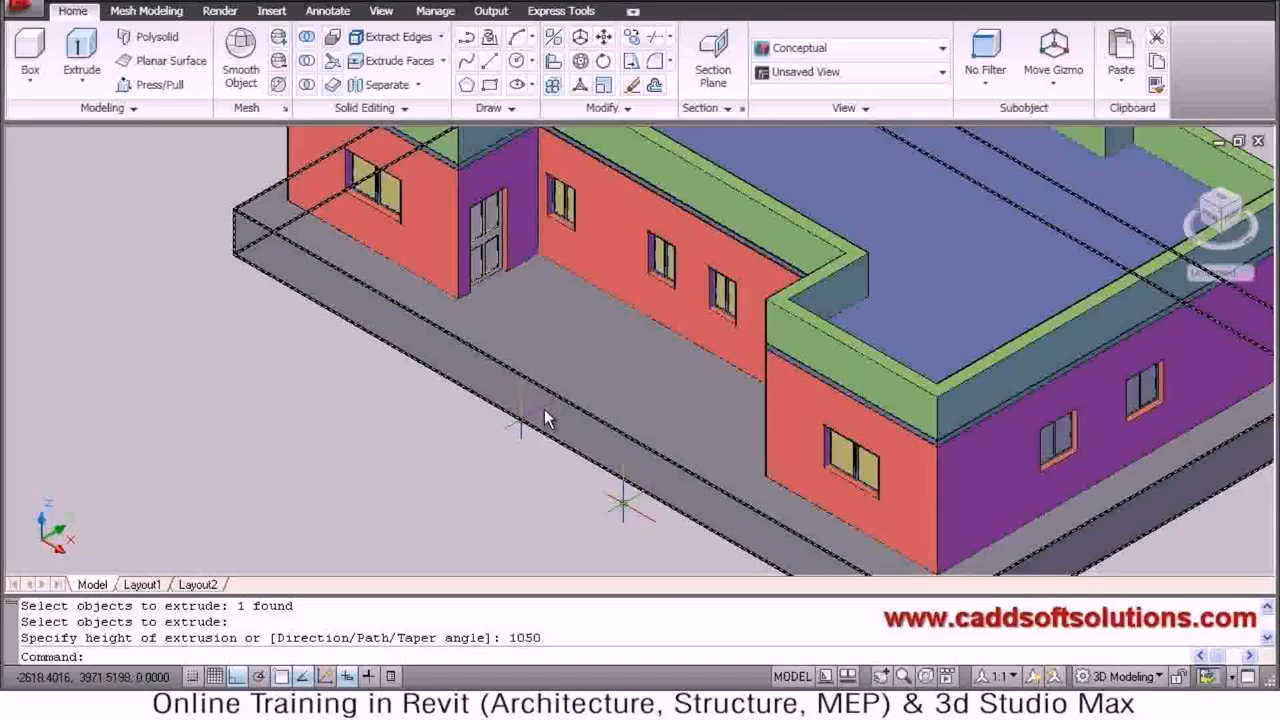 Home Mesh Modeling Render Insert Annotate View Manage Output Express Tools
Polysolid Extract Edges Conceptual
Planar Surface Extrude Faces Unsaved View
Box Extrude Press/Pull Smooth Object Separate Section Plane No Filter Move Gizmo Paste
Modeling Mesh Solid Editing Draw Modify Section View Subobject Clipboard
Model Layout1 Layout2
Select objects to extrude: 1 found
Select objects to extrude:
Specify height of extrusion or [Direction/Path/Taper angle]: 1050
Command:
www.caddsoftsolutions.com
-2618.4016, 3971.5198, 0.0000 MODEL 1:1 3D Modeling
Z
X
Online Training in Revit (Architecture, Structure, MEP) & 3d Studio Max